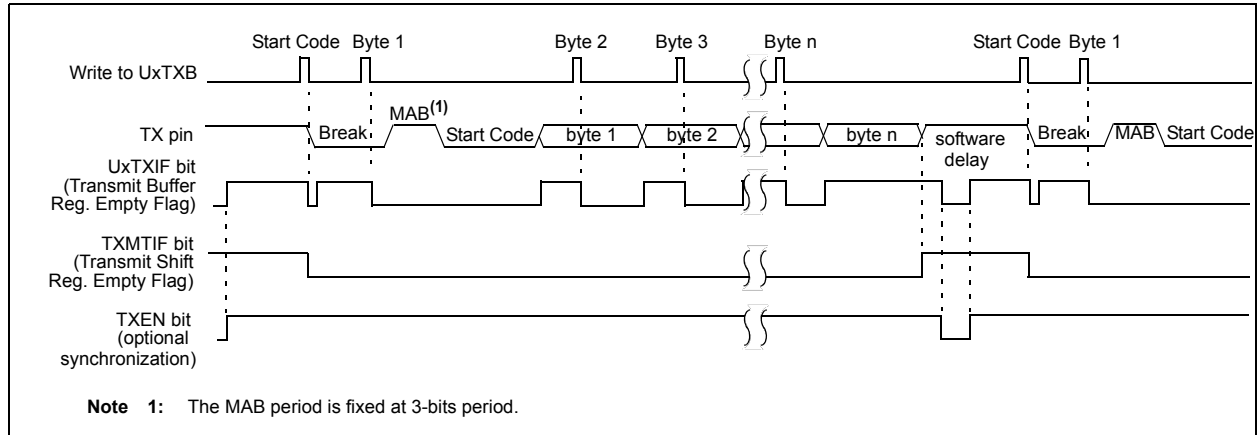 Start Code Byte 1 Byte 2 Byte 3 Byte n Start Code Byte 1
Write to UxTXB
MAB(1)
TX pin Break Start Code byte 1 byte 2 byte n software delay Break MAB Start Code
UxTXIF bit
(Transmit Buffer
Reg. Empty Flag)
TXMTIF bit
(Transmit Shift
Reg. Empty Flag)
TXEN bit
(optional
synchronization)
Note 1: The MAB period is fixed at 3-bits period.